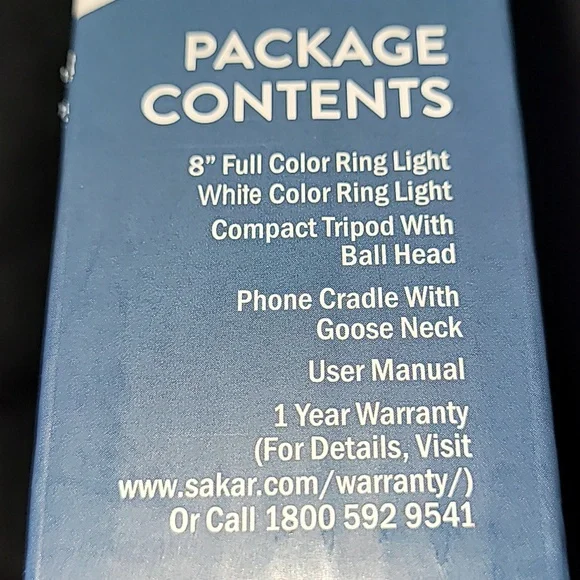 PACKAGE
CONTENTS
8” Full Color Ring Light
White Color Ring Light
Compact Tripod With
Ball Head
Phone Cradle With
Goose Neck
User Manual
1 Year Warranty
(For Details, Visit
www.sakar.com/warranty/)
Or Call 1800 592 9541